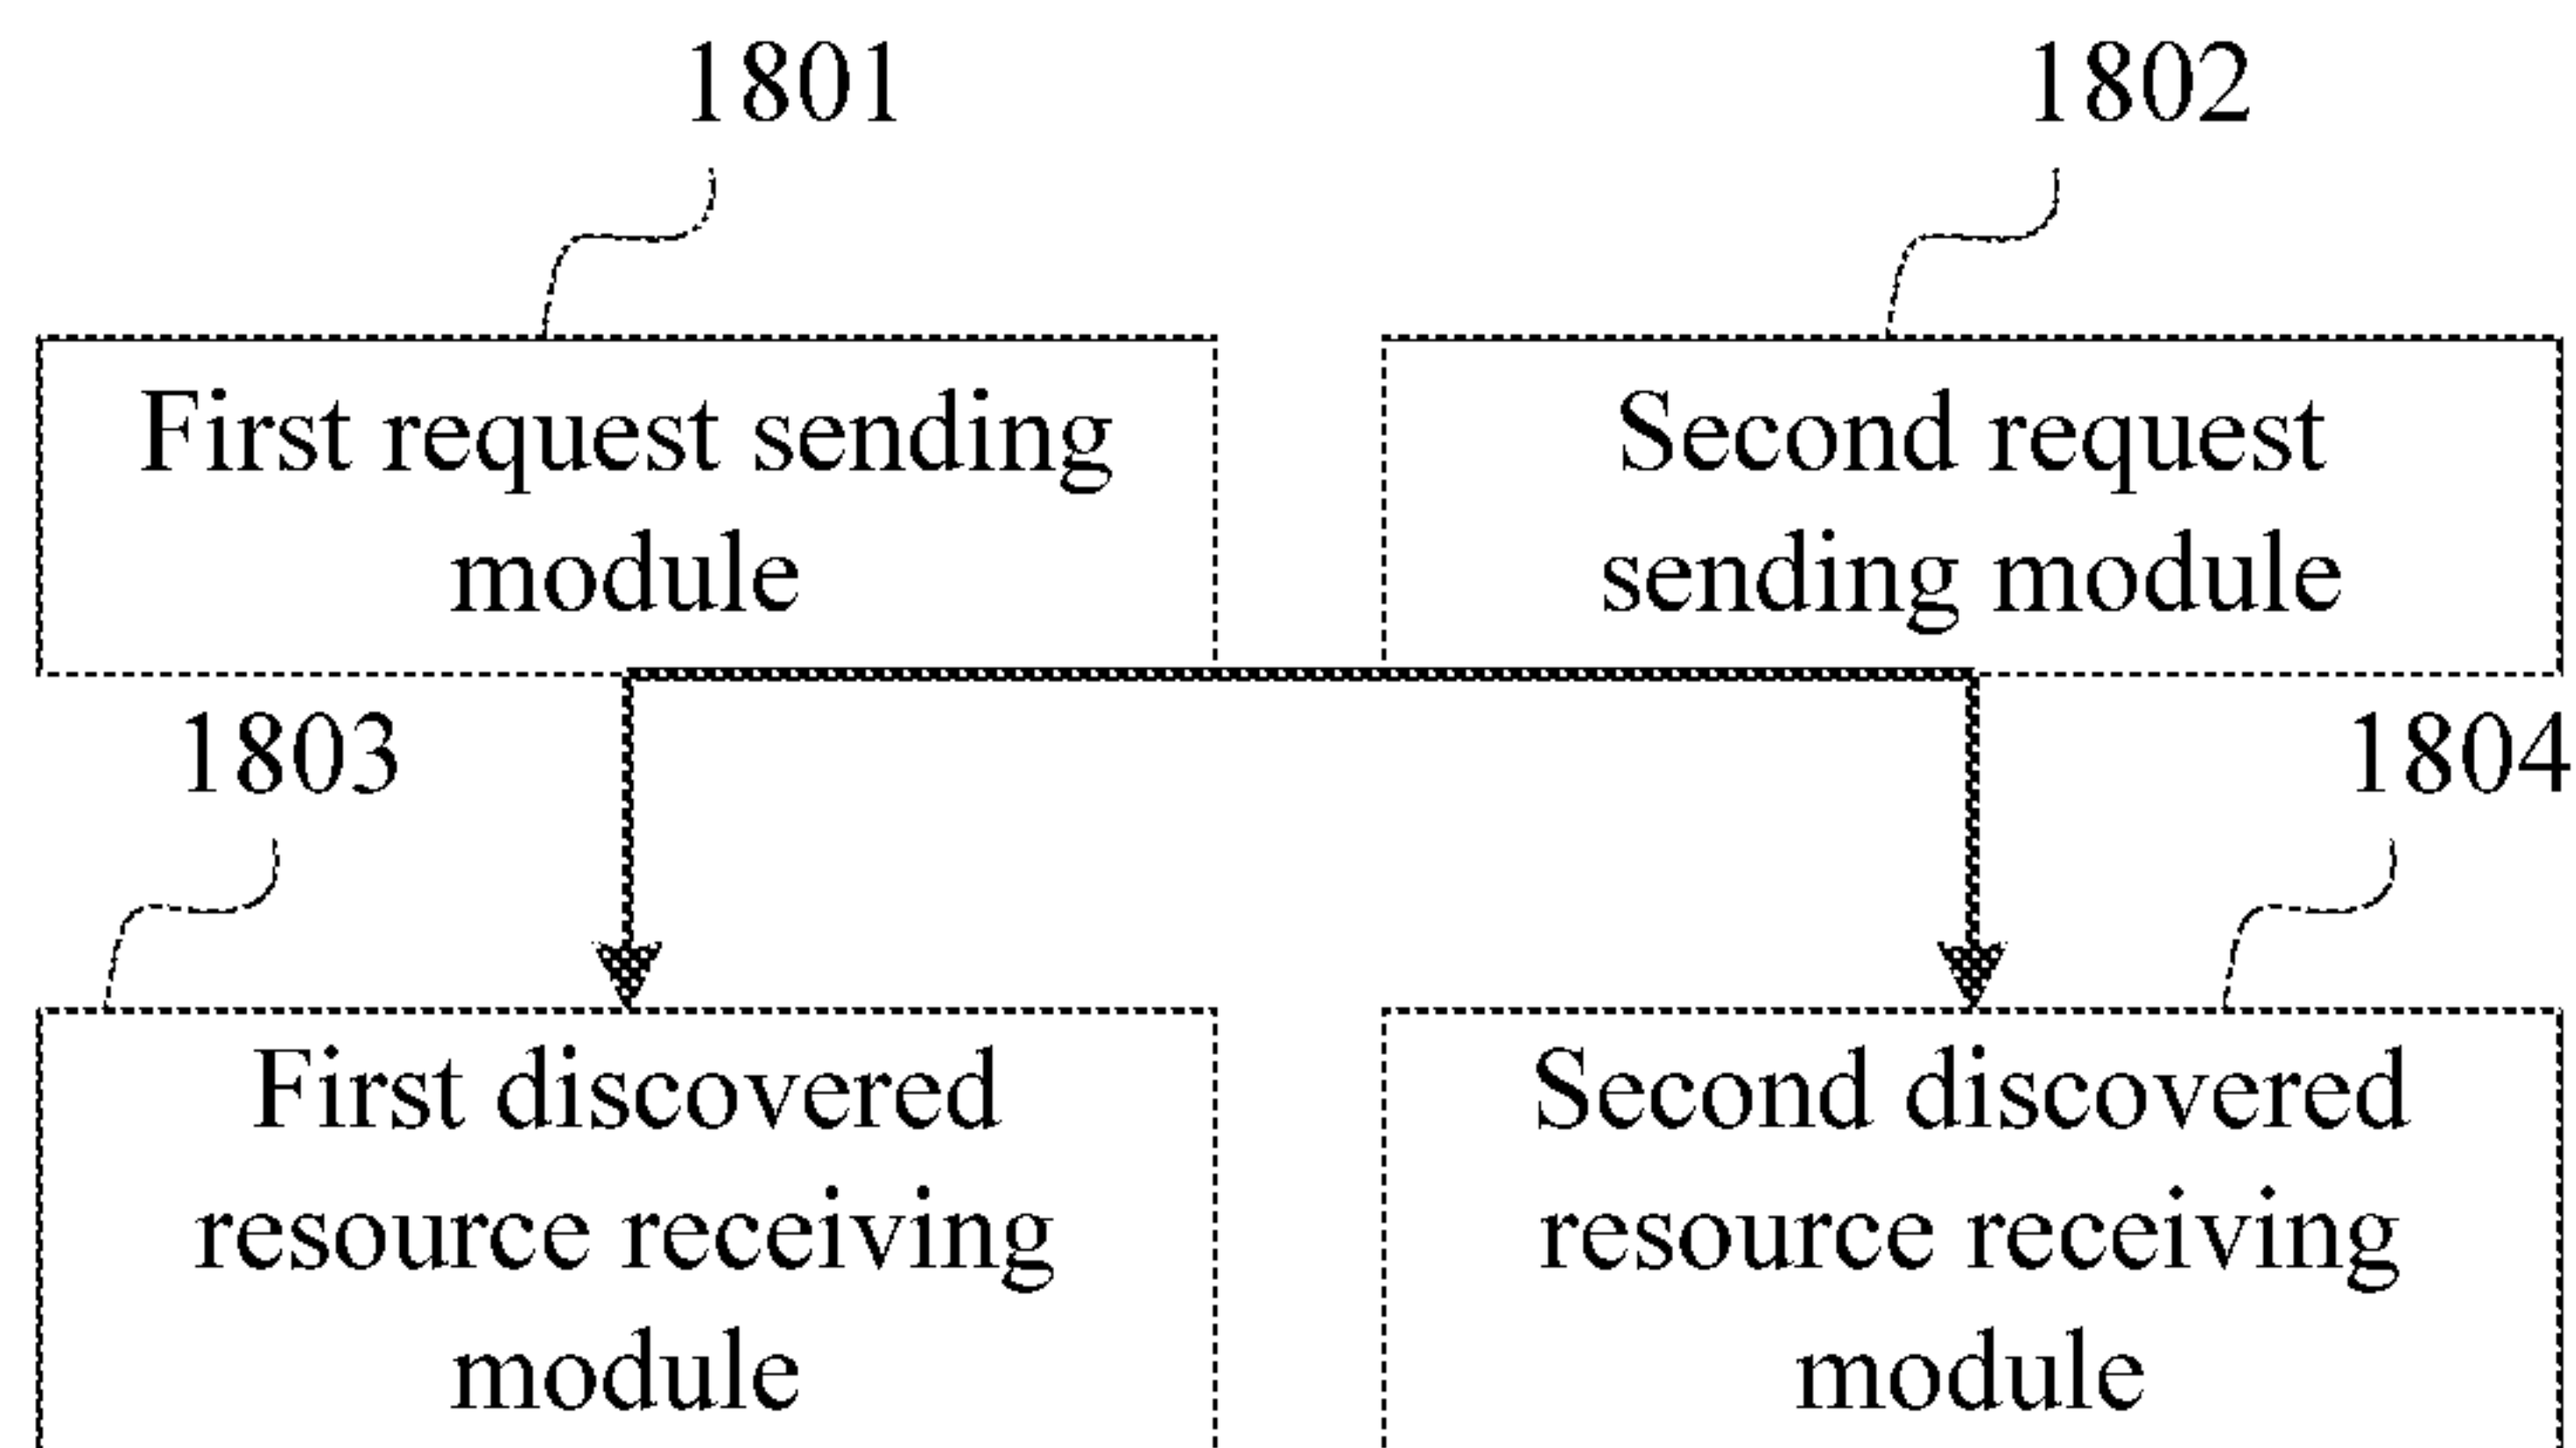 1801
1802
First request sending
module
Second request
sending module
1803
1804
First discovered
resource receiving
module
Second discovered
resource receiving
module